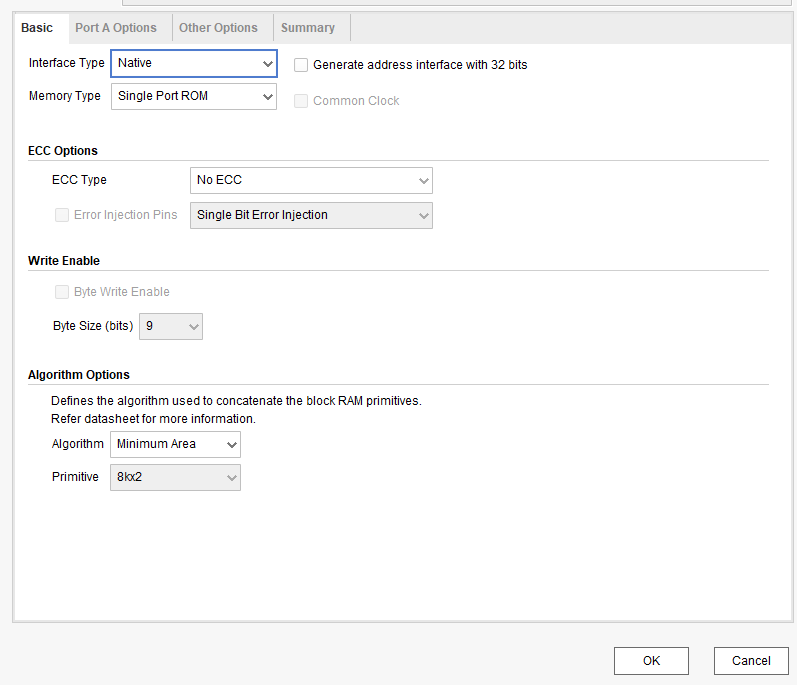 Basic Port A Options Other Options Summary
Interface Type Native Generate address interface with 32 bits
Memory Type Single Port ROM Common Clock
ECC Options
ECC Type No ECC
Error Injection Pins Single Bit Error Injection
Write Enable
Byte Write Enable
Byte Size (bits) 9
Algorithm Options
Defines the algorithm used to concatenate the block RAM primitives.
Refer datasheet for more information.
Algorithm Minimum Area
Primitive 8kx2
OK Cancel